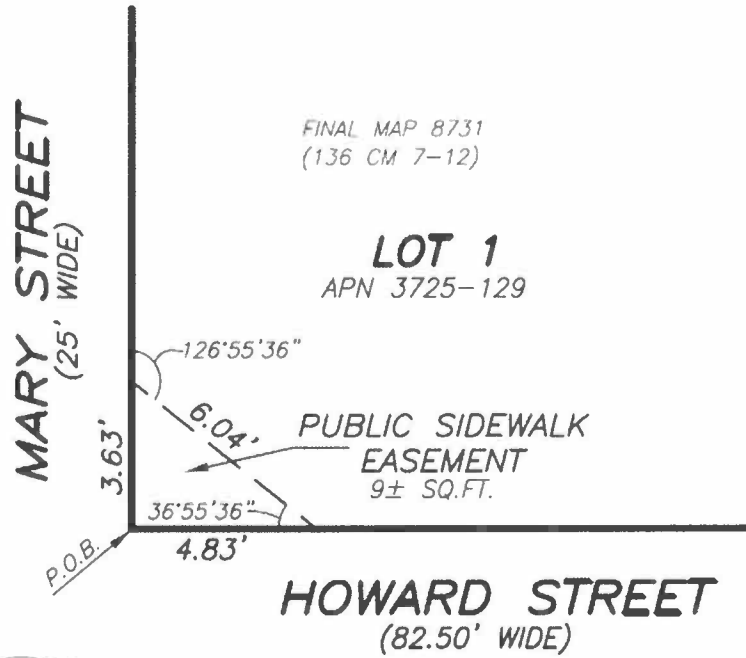 FINAL MAP 8731
(136 CM 7-12)
LOT 1
APN 3725-129
MARY STREET
(25' WIDE)
126°55'36"
6.04'
PUBLIC SIDEWALK
EASEMENT
9± SQ.FT.
3.63'
36°55'36"
4.83'
P.O.B.
HOWARD STREET
(82.50' WIDE)